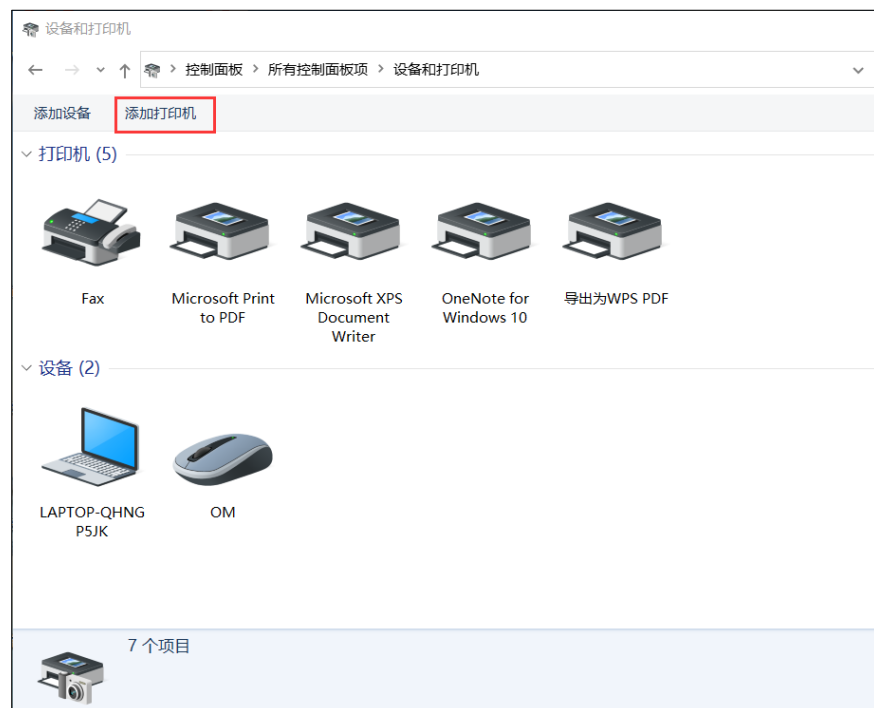 设备和打印机
控制面板 > 所有控制面板项 > 设备和打印机
添加设备 添加打印机
打印机 (5)
Fax
Microsoft Print
to PDF
Microsoft XPS
Document
Writer
OneNote for
Windows 10
导出为WPS PDF
设备 (2)
LAPTOP-QHNG
P5JK
OM
7 个项目